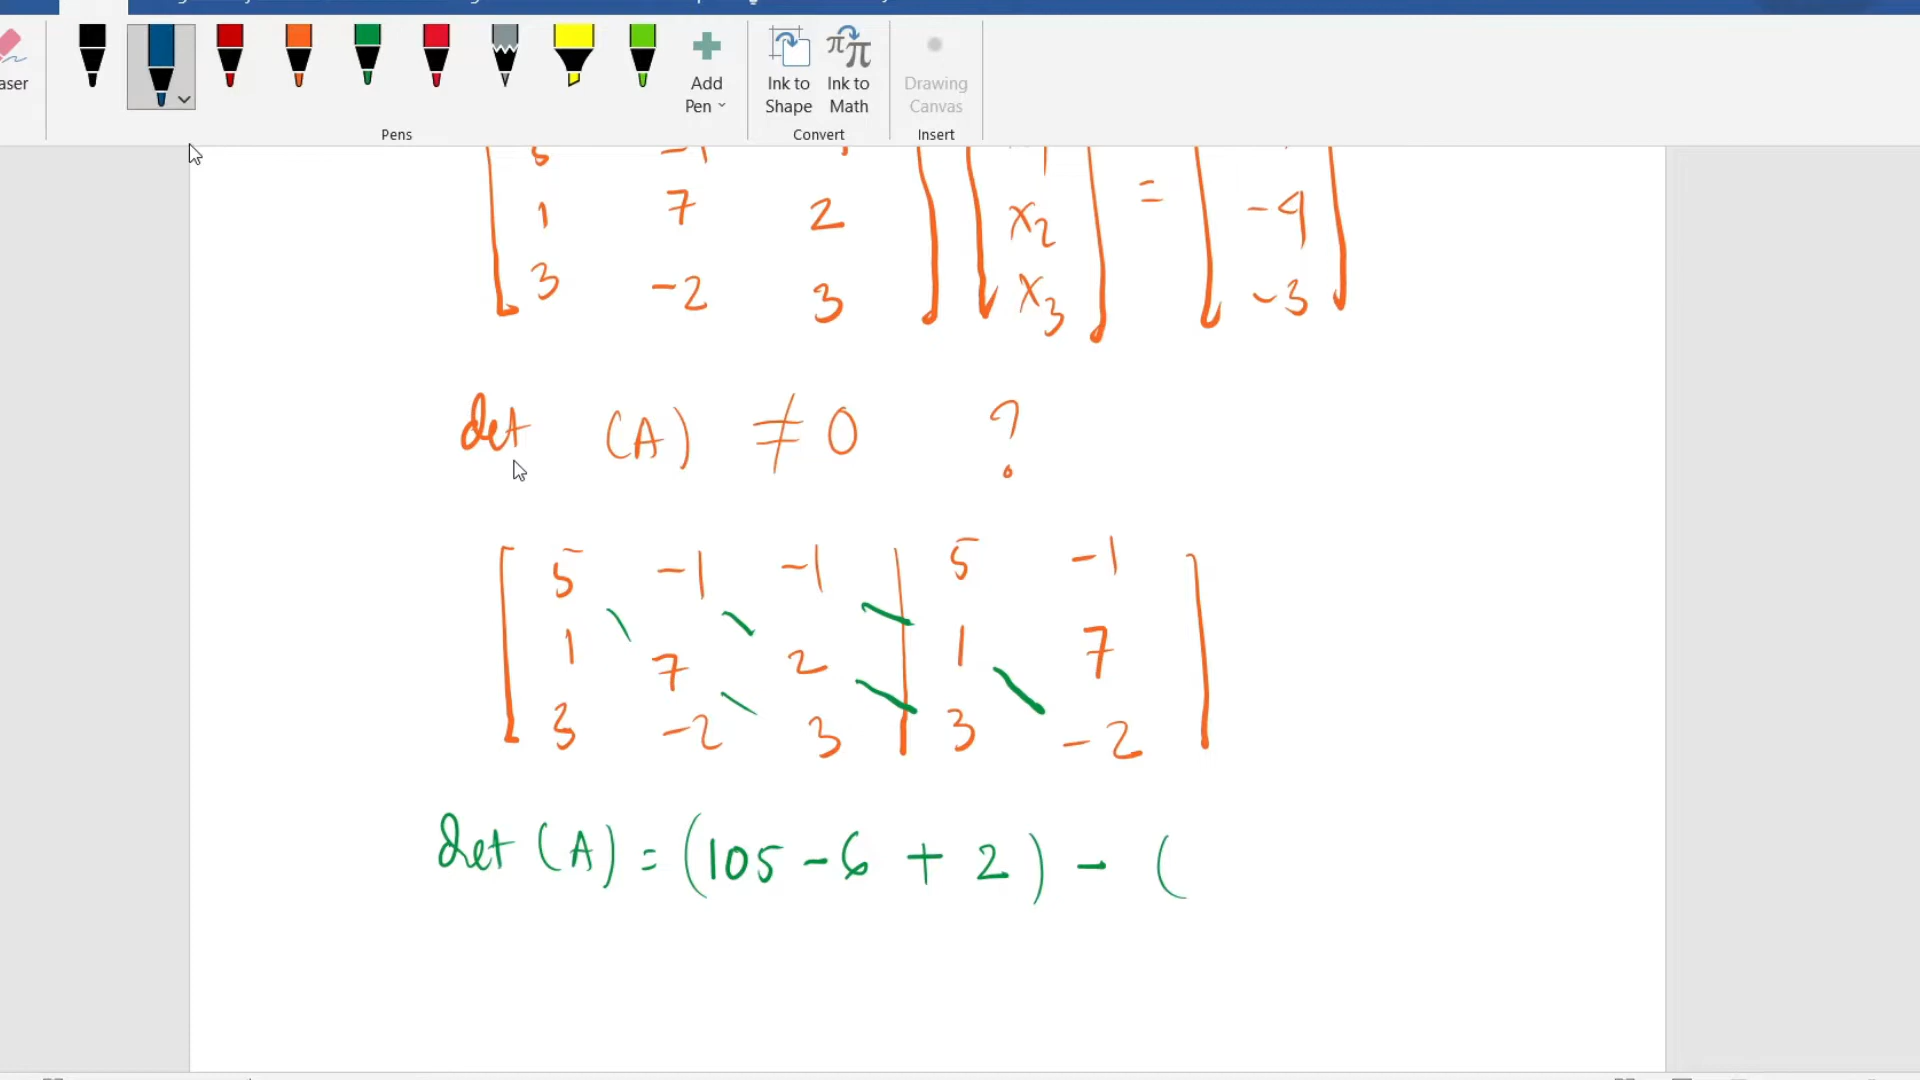 Add
Pen
Ink to
Shape
Ink to
Math
Drawing
Canvas
Pens
Convert
Insert
5 -1
1 7 2 x2 = -4
3 -2 3 x3 -3
det (A) ≠ 0 ?
5 -1 -1 5 -1
1 7 2 1 7
3 -2 3 3 -2
det (A) = (105 - 6 + 2) - (